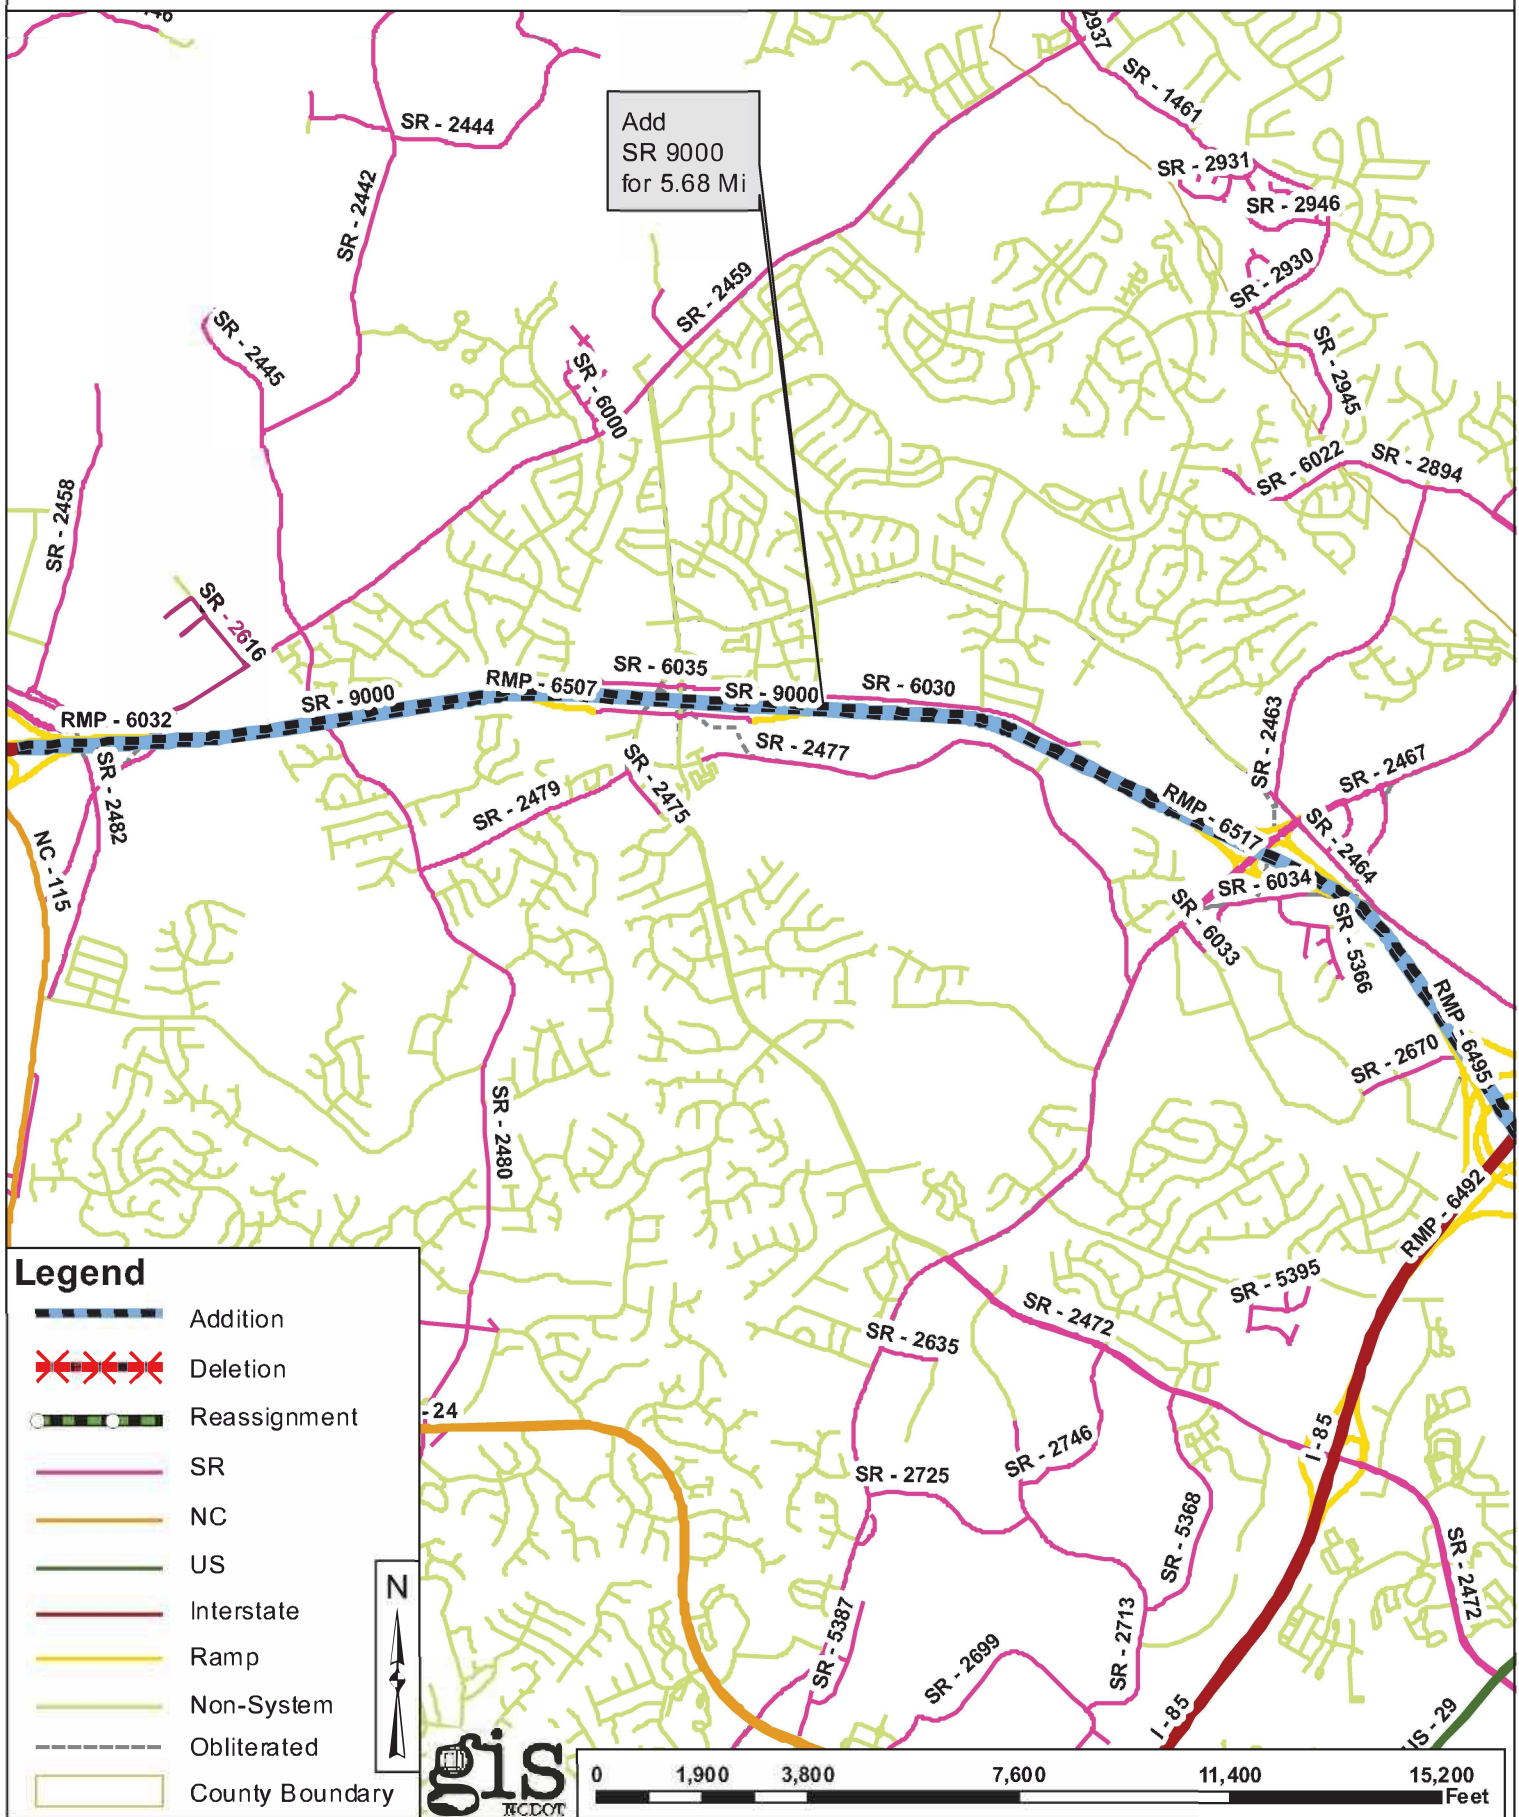 2937
SR - 1461
SR - 2444
Add
SR 9000
for 5.68 Mi
SR - 2931
SR - 2946
SR - 2442
SR - 2930
SR - 2459
SR - 2445
SR - 6000
SR - 2945
SR - 2458
SR - 6022
SR - 2894
SR - 2616
SR - 6035
RMP - 6507
SR - 9000
SR - 9000
SR - 6030
RMP - 6032
SR - 2463
SR - 2477
SR - 2467
SR - 2482
SR - 2475
SR - 2479
RMP - 6517
SR - 2464
NC - 115
SR - 6034
SR - 6033
SR - 5366
RMP - 6495
SR - 2670
SR - 2480
RMP - 6492
SR - 5395
SR - 2472
SR - 2635
- 24
I - 85
SR - 2746
SR - 2725
SR - 5368
SR - 2472
SR - 5387
SR - 2713
SR - 2699
I - 85
US - 29
Legend
Addition
Deletion
Reassignment
SR
NC
US
Interstate
Ramp
Non-System
Obliterated
County Boundary
N
gis
NCDOT
0 1,900 3,800 7,600 11,400 15,200
Feet